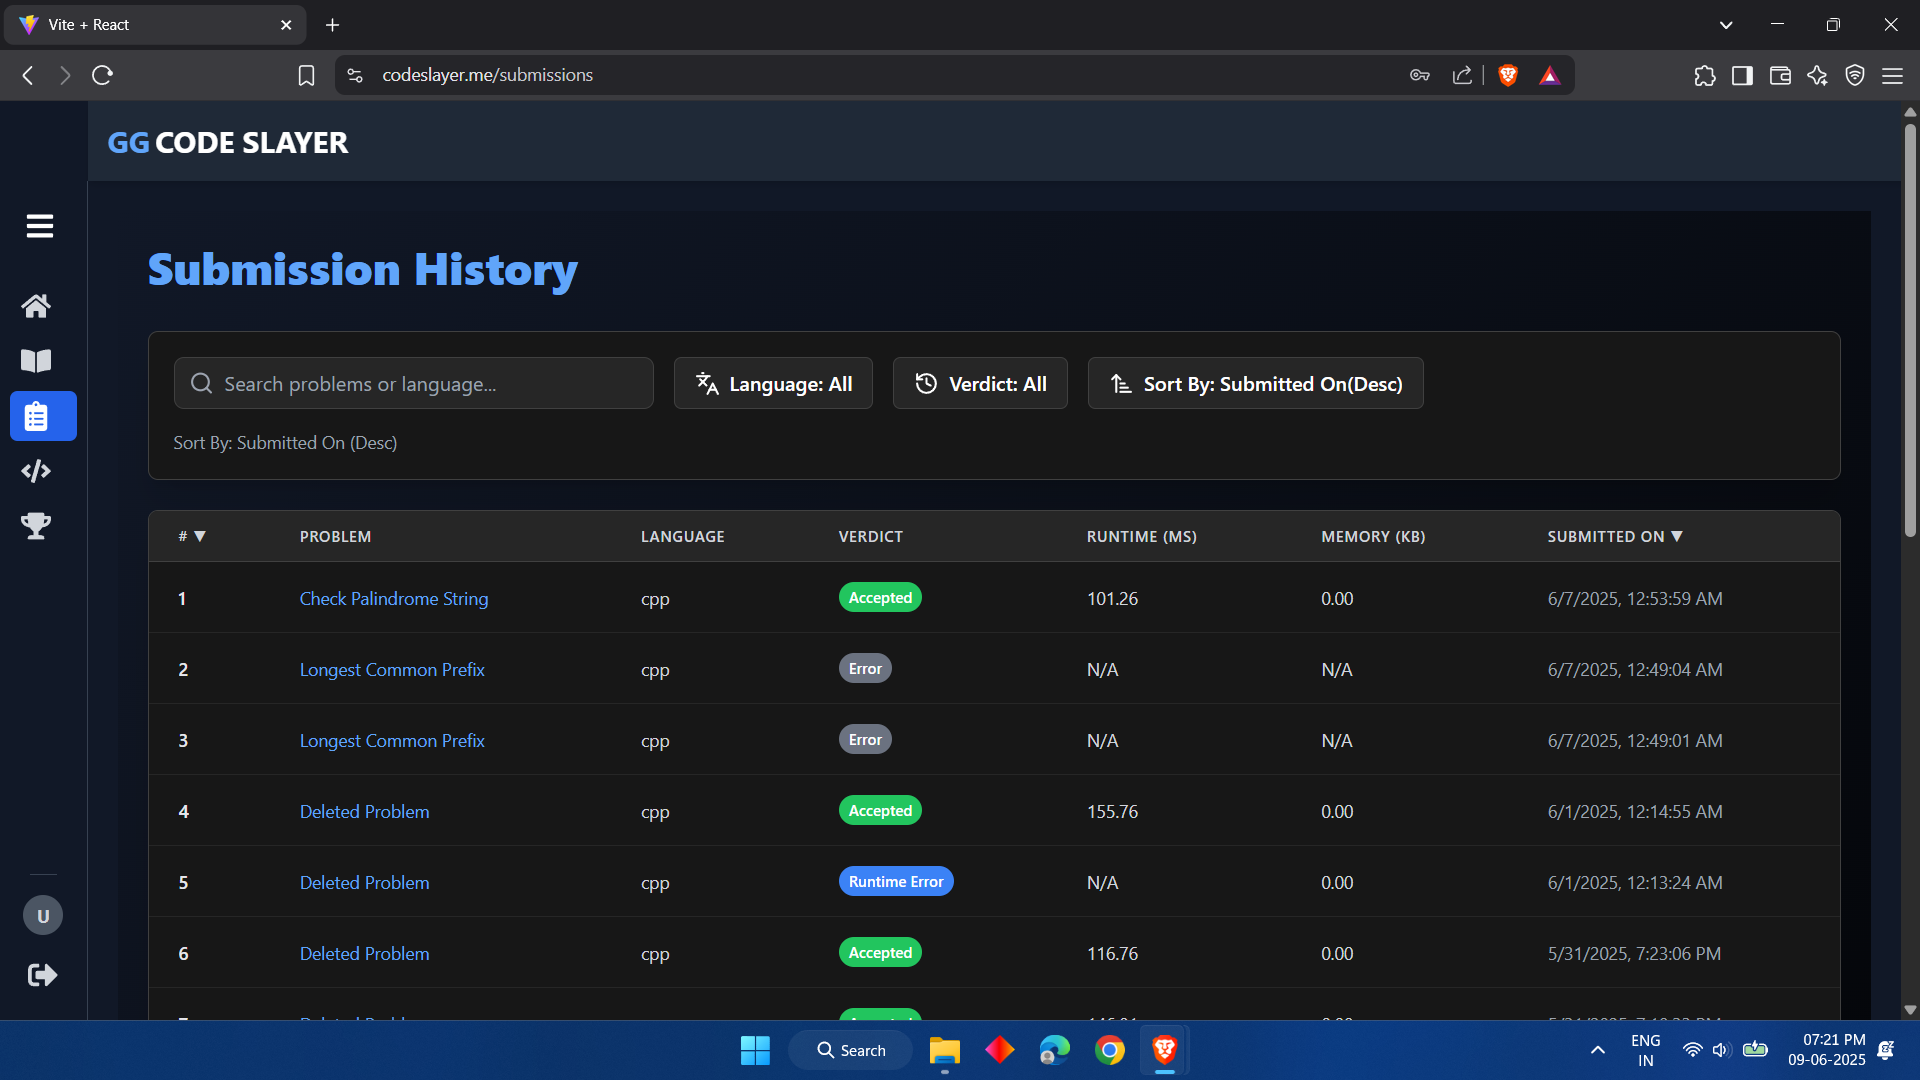 Vite + React
codeslayer.me/submissions
GG CODE SLAYER
Submission History
Search problems or language...
Language: All
Verdict: All
Sort By: Submitted On(Desc)
Sort By: Submitted On (Desc)
# ▼ PROBLEM LANGUAGE VERDICT RUNTIME (MS) MEMORY (KB) SUBMITTED ON ▼
1 Check Palindrome String cpp Accepted 101.26 0.00 6/7/2025, 12:53:59 AM
2 Longest Common Prefix cpp Error N/A N/A 6/7/2025, 12:49:04 AM
3 Longest Common Prefix cpp Error N/A N/A 6/7/2025, 12:49:01 AM
4 Deleted Problem cpp Accepted 155.76 0.00 6/1/2025, 12:14:55 AM
5 Deleted Problem cpp Runtime Error N/A 0.00 6/1/2025, 12:13:24 AM
6 Deleted Problem cpp Accepted 116.76 0.00 5/31/2025, 7:23:06 PM
U
Search
ENG
IN
07:21 PM
09-06-2025